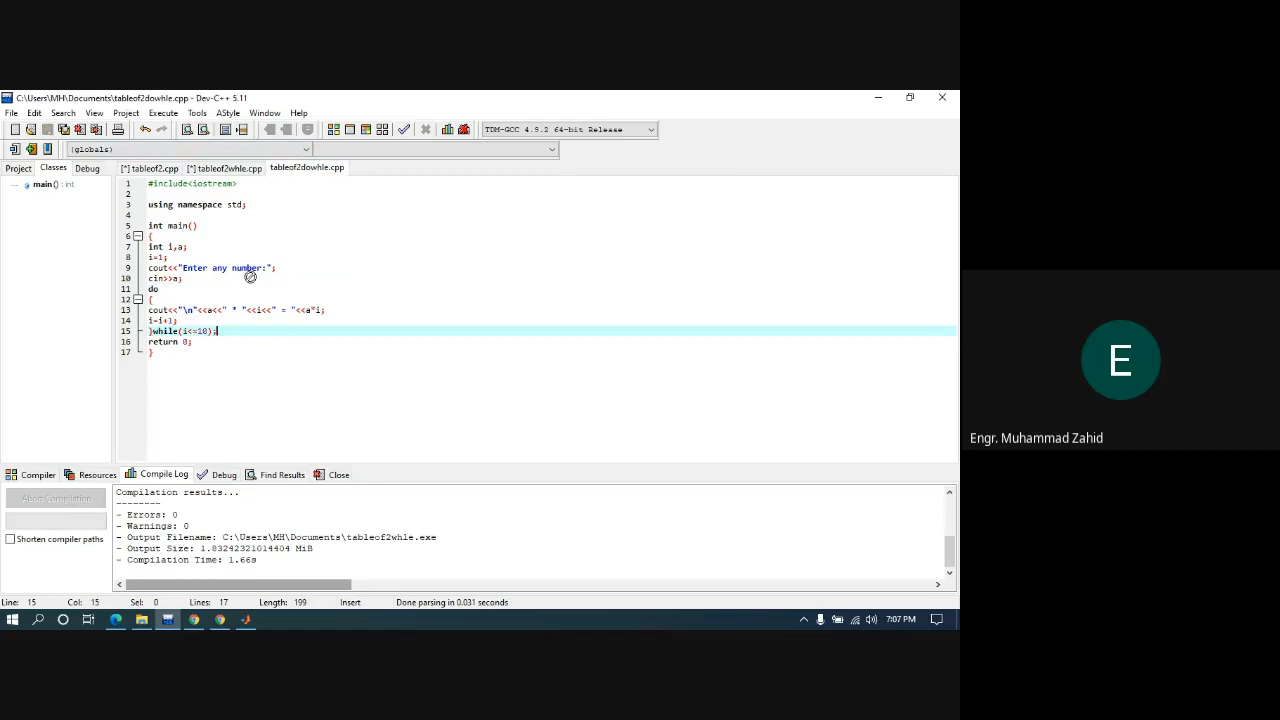 C:\Users\MH\Documents\tableof2dowhle.cpp - Dev-C++ 5.11
File Edit Search View Project Execute Tools AStyle Window Help
TDM-GCC 4.9.2 64-bit Release
(globals)
Project Classes Debug [*] tableof2.cpp [*] tableof2whle.cpp tableof2dowhle.cpp
main() : int
1 #include<iostream>
2
3 using namespace std;
4
5 int main()
6 {
7 int i,a;
8 i=1;
9 cout<<"Enter any number:";
10 cin>>a;
11 do
12 {
13 cout<<"\n"<<a<<" * "<<i<<" = "<<a*i;
14 i=i+1;
15 }while(i<=10);
16 return 0;
17 }
E
Engr. Muhammad Zahid
Compiler Resources Compile Log Debug Find Results Close
Abort Compilation
Shorten compiler paths
Compilation results...
--------
- Errors: 0
- Warnings: 0
- Output Filename: C:\Users\MH\Documents\tableof2whle.exe
- Output Size: 1.83242321014404 MiB
- Compilation Time: 1.66s
Line: 15 Col: 15 Sel: 0 Lines: 17 Length: 199 Insert Done parsing in 0.031 seconds
7:07 PM